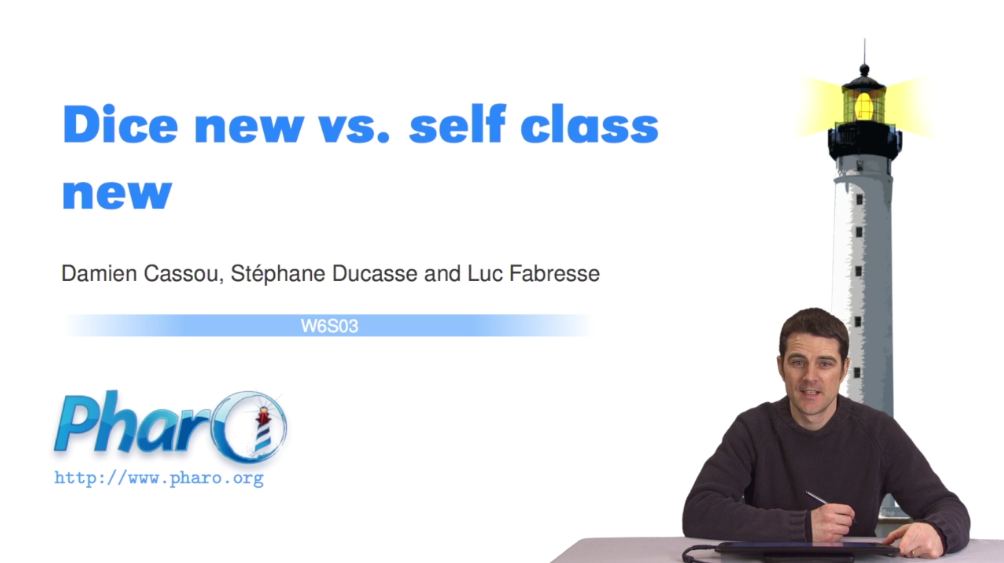 Dice new vs. self class
new
Damien Cassou, Stéphane Ducasse and Luc Fabresse
W6S03
Pharo
http://www.pharo.org